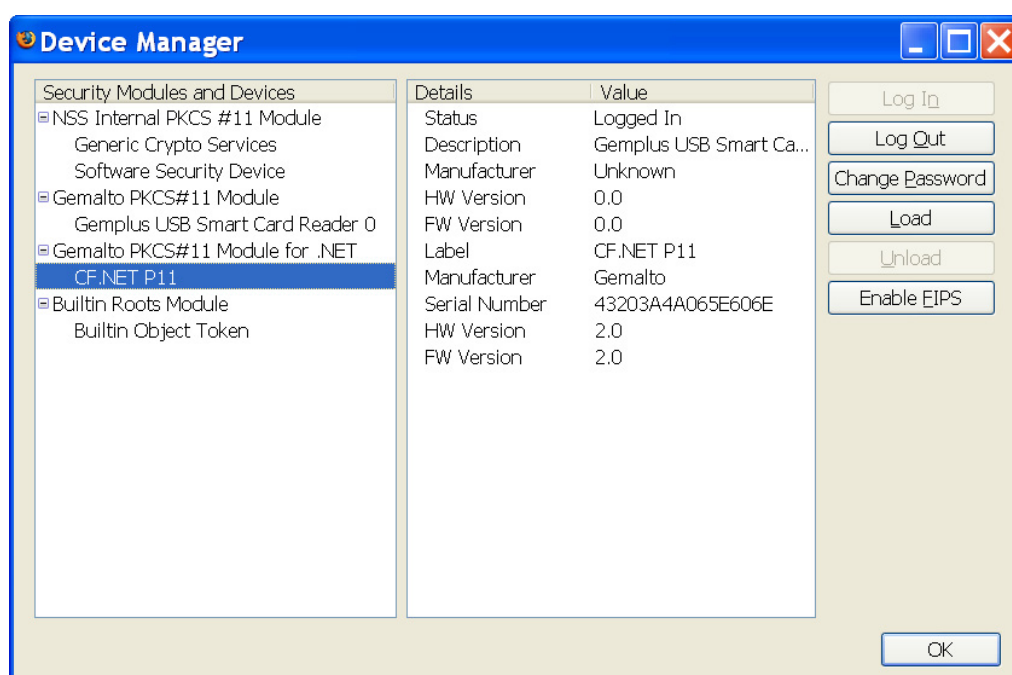 Device Manager
Security Modules and Devices
NSS Internal PKCS #11 Module
Generic Crypto Services
Software Security Device
Gemalto PKCS#11 Module
Gemplus USB Smart Card Reader 0
Gemalto PKCS#11 Module for .NET
CF.NET P11
Builtin Roots Module
Builtin Object Token
Details Value
Status Logged In
Description Gemplus USB Smart Ca...
Manufacturer Unknown
HW Version 0.0
FW Version 0.0
Label CF.NET P11
Manufacturer Gemalto
Serial Number 43203A4A065E606E
HW Version 2.0
FW Version 2.0
Log In
Log Out
Change Password
Load
Unload
Enable FIPS
OK